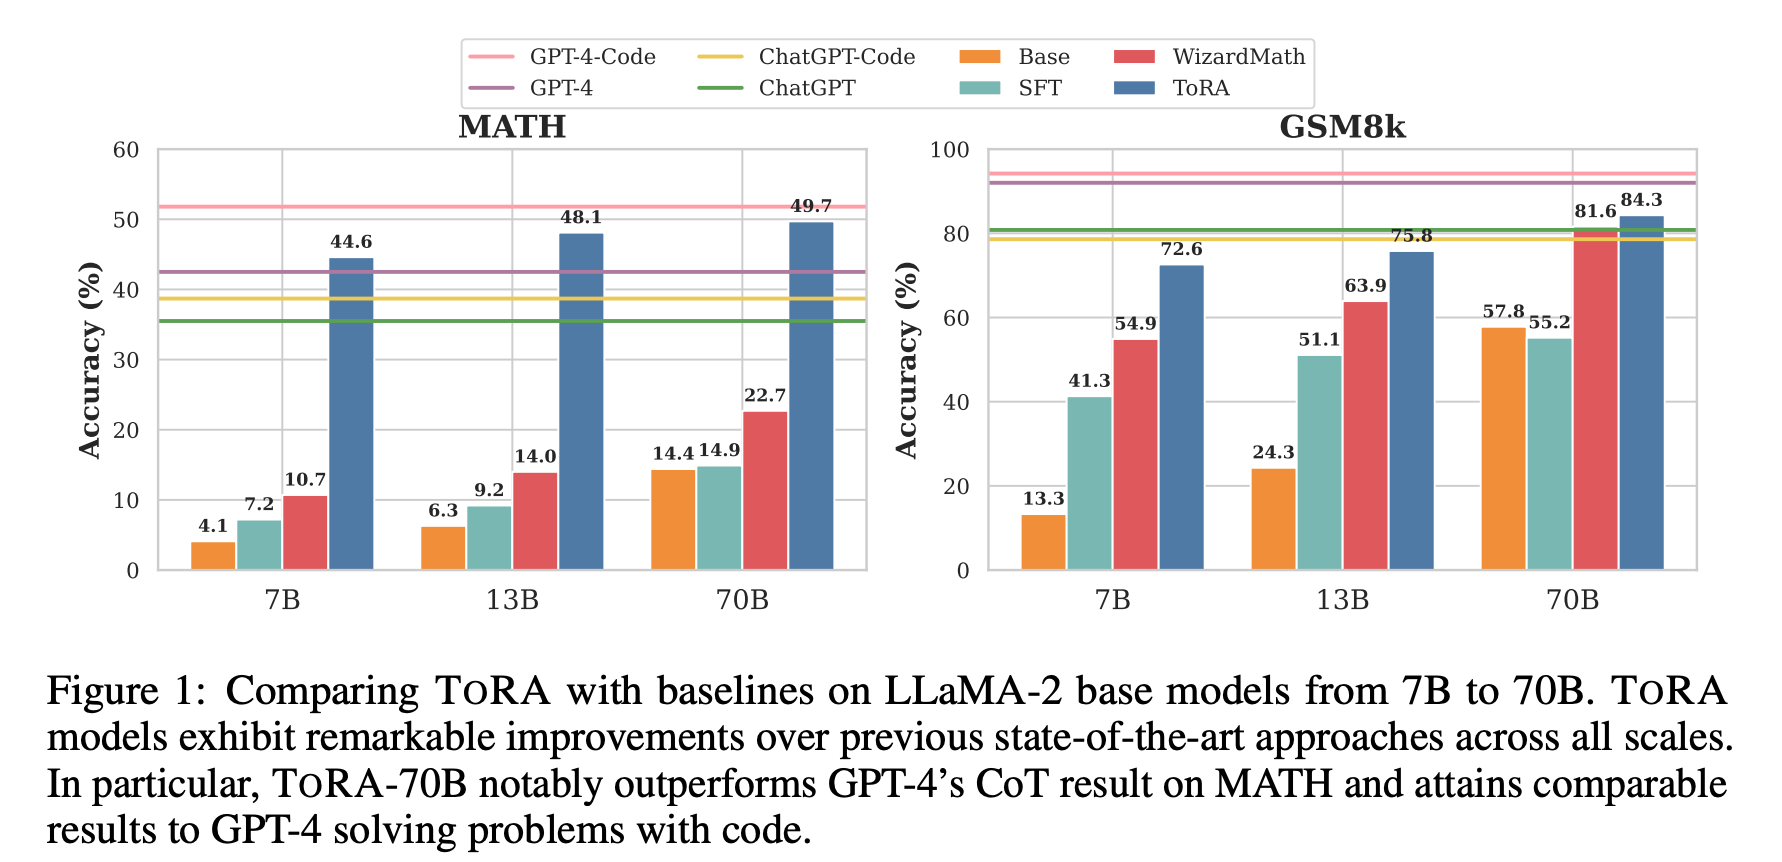 GPT-4-Code ChatGPT-Code Base WizardMath
GPT-4 ChatGPT SFT ToRA
MATH
Accuracy (%)
60
50
40
30
20
10
0
4.1 7.2 10.7 44.6
6.3 9.2 14.0 48.1
14.4 14.9 22.7 49.7
7B 13B 70B
GSM8k
Accuracy (%)
100
80
60
40
20
0
13.3 41.3 54.9 72.6
24.3 51.1 63.9 75.8
57.8 55.2 81.6 84.3
7B 13B 70B
Figure 1: Comparing TORA with baselines on LLaMA-2 base models from 7B to 70B. TORA
models exhibit remarkable improvements over previous state-of-the-art approaches across all scales.
In particular, TORA-70B notably outperforms GPT-4’s CoT result on MATH and attains comparable
results to GPT-4 solving problems with code.